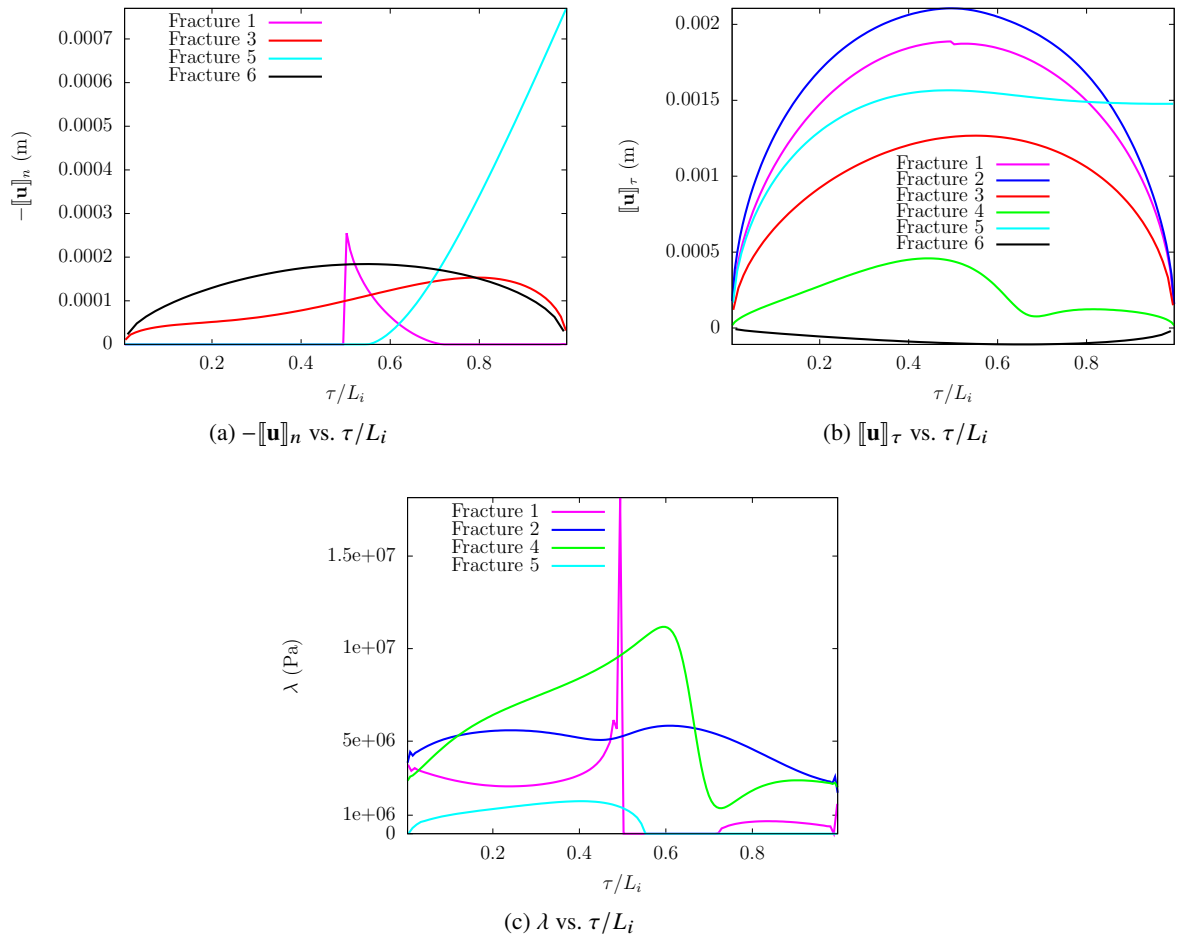 0.0007
0.0006
0.0005
0.0004
0.0003
0.0002
0.0001
0
−⟦u⟧n (m)
Fracture 1
Fracture 3
Fracture 5
Fracture 6
0.2 0.4 0.6 0.8
τ/Li
(a) −⟦u⟧n vs. τ/Li
0.002
0.0015
0.001
0.0005
0
⟦u⟧τ (m)
Fracture 1
Fracture 2
Fracture 3
Fracture 4
Fracture 5
Fracture 6
0.2 0.4 0.6 0.8
τ/Li
(b) ⟦u⟧τ vs. τ/Li
1.5e+07
1e+07
5e+06
1e+06
0
λ (Pa)
Fracture 1
Fracture 2
Fracture 4
Fracture 5
0.2 0.4 0.6 0.8
τ/Li
(c) λ vs. τ/Li